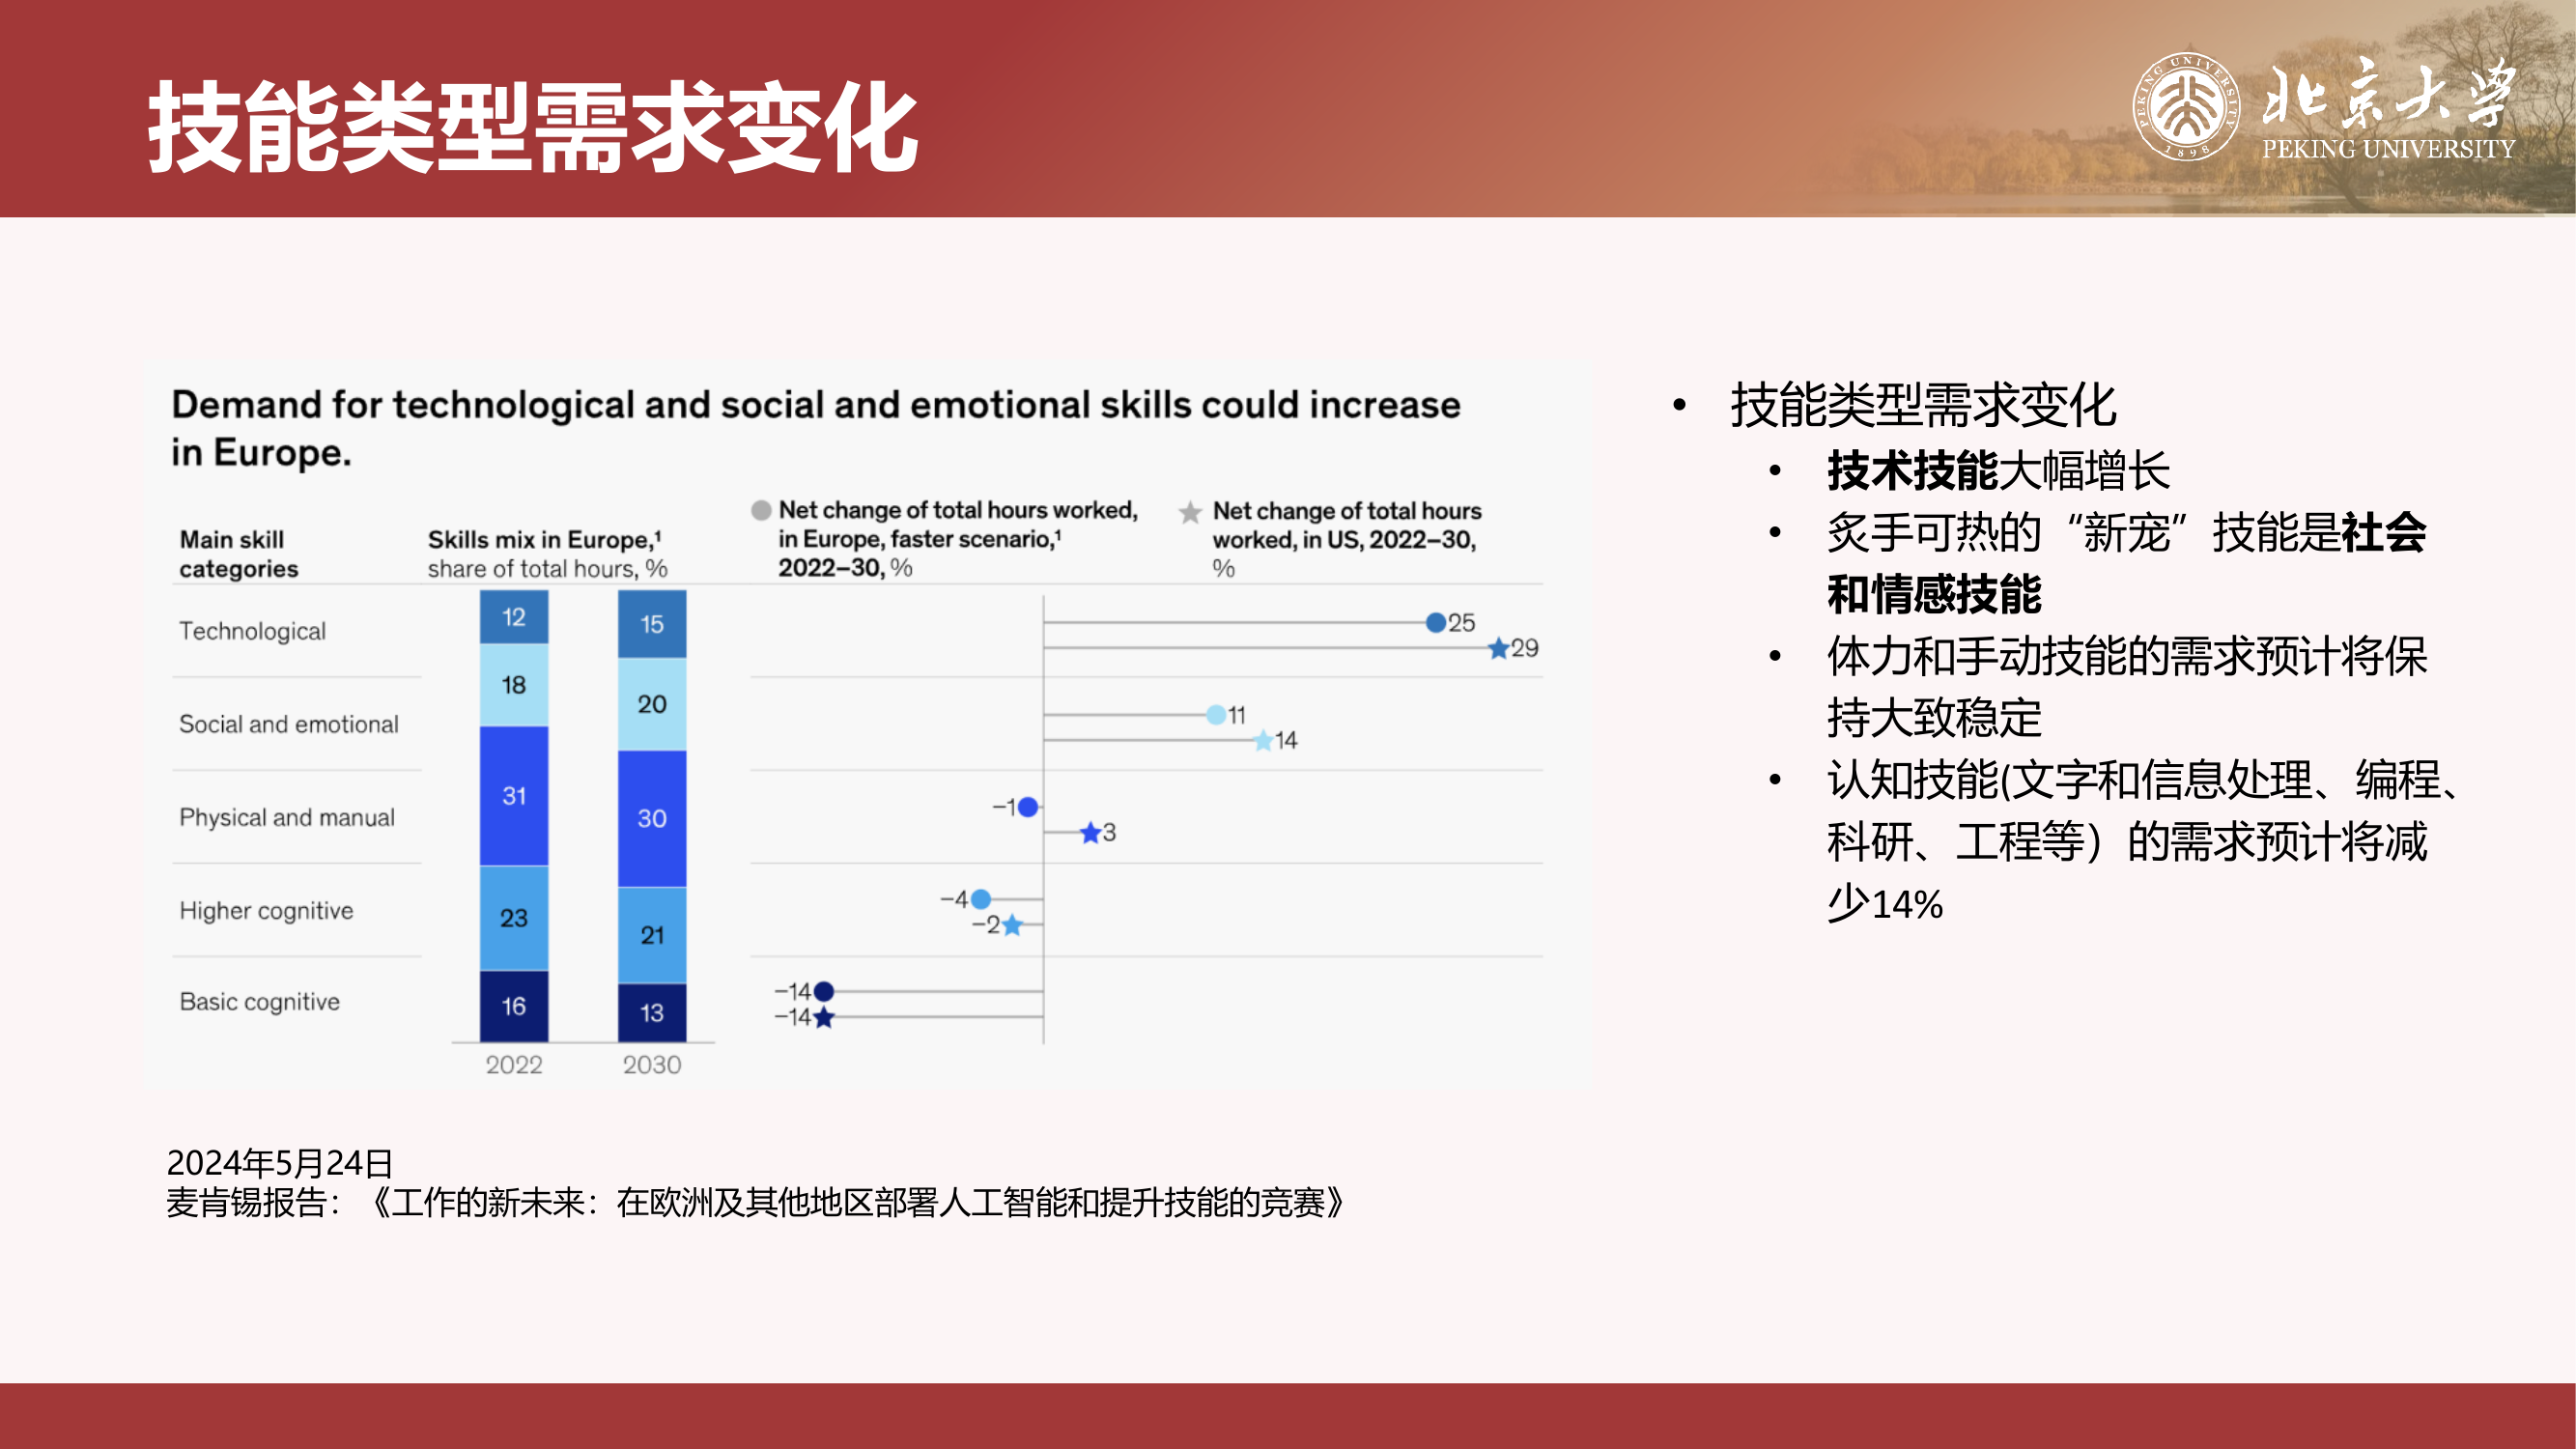 技能类型需求变化
PEKING UNIVERSITY
1898
北京大学
PEKING UNIVERSITY
Demand for technological and social and emotional skills could increase
in Europe.
Main skill
categories
Skills mix in Europe,¹
share of total hours, %
Net change of total hours worked,
in Europe, faster scenario,¹
2022–30, %
Net change of total hours
worked, in US, 2022–30,
%
Technological
12
15
25
29
Social and emotional
18
20
11
14
Physical and manual
31
30
−1
3
Higher cognitive
23
21
−4
−2
Basic cognitive
16
13
−14
−14
2022
2030
• 技能类型需求变化
• 技术技能大幅增长
• 炙手可热的“新宠”技能是社会
和情感技能
• 体力和手动技能的需求预计将保
持大致稳定
• 认知技能(文字和信息处理、编程、
科研、工程等）的需求预计将减
少14%
2024年5月24日
麦肯锡报告：《工作的新未来：在欧洲及其他地区部署人工智能和提升技能的竞赛》